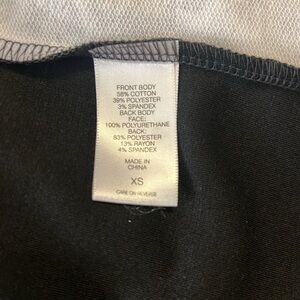 FRONT BODY
58% COTTON
39% POLYESTER
3% SPANDEX
BACK BODY
FACE:
100% POLYURETHANE
BACK:
83% POLYESTER
13% RAYON
4% SPANDEX
MADE IN
CHINA
XS
CARE ON REVERSE